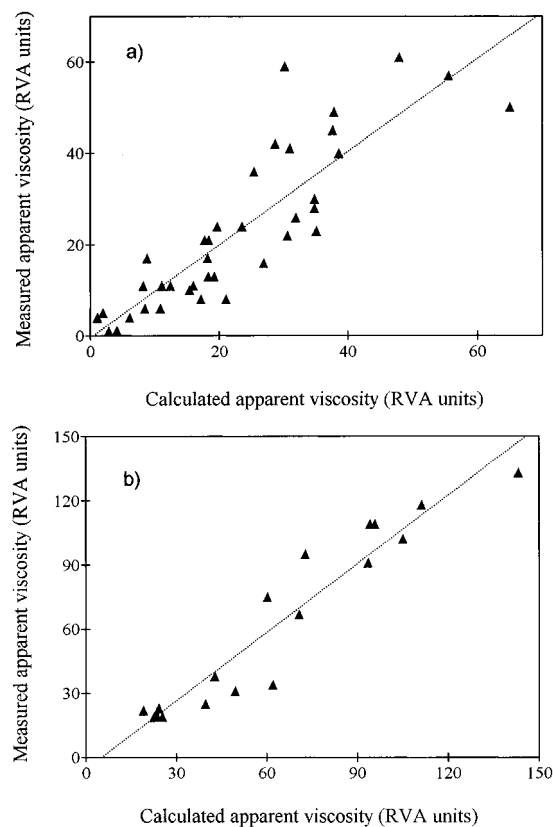 a)
Measured apparent viscosity (RVA units)
60
40
20
0
0 20 40 60
Calculated apparent viscosity (RVA units)
b)
Measured apparent viscosity (RVA units)
150
120
90
60
30
0
0 30 60 90 120 150
Calculated apparent viscosity (RVA units)